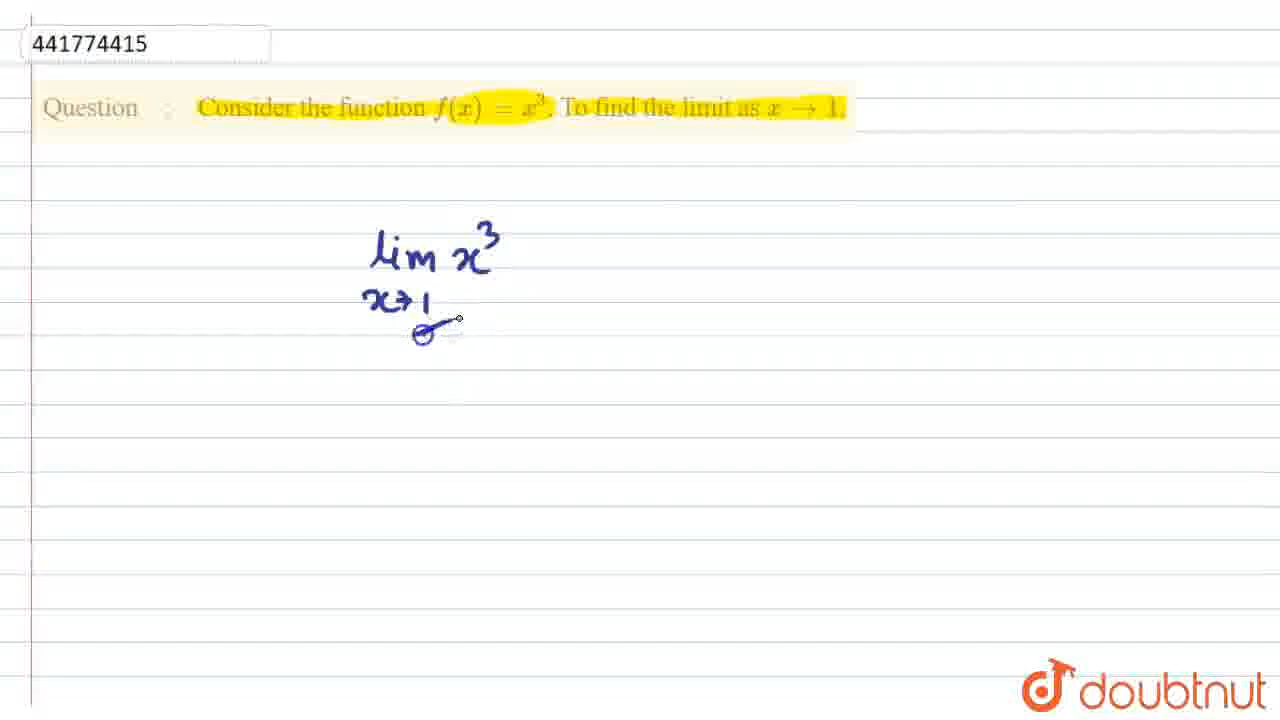 441774415
Question : Consider the function f(x) = x³. To find the limit as x → 1.
lim x³
x→1
doubtnut